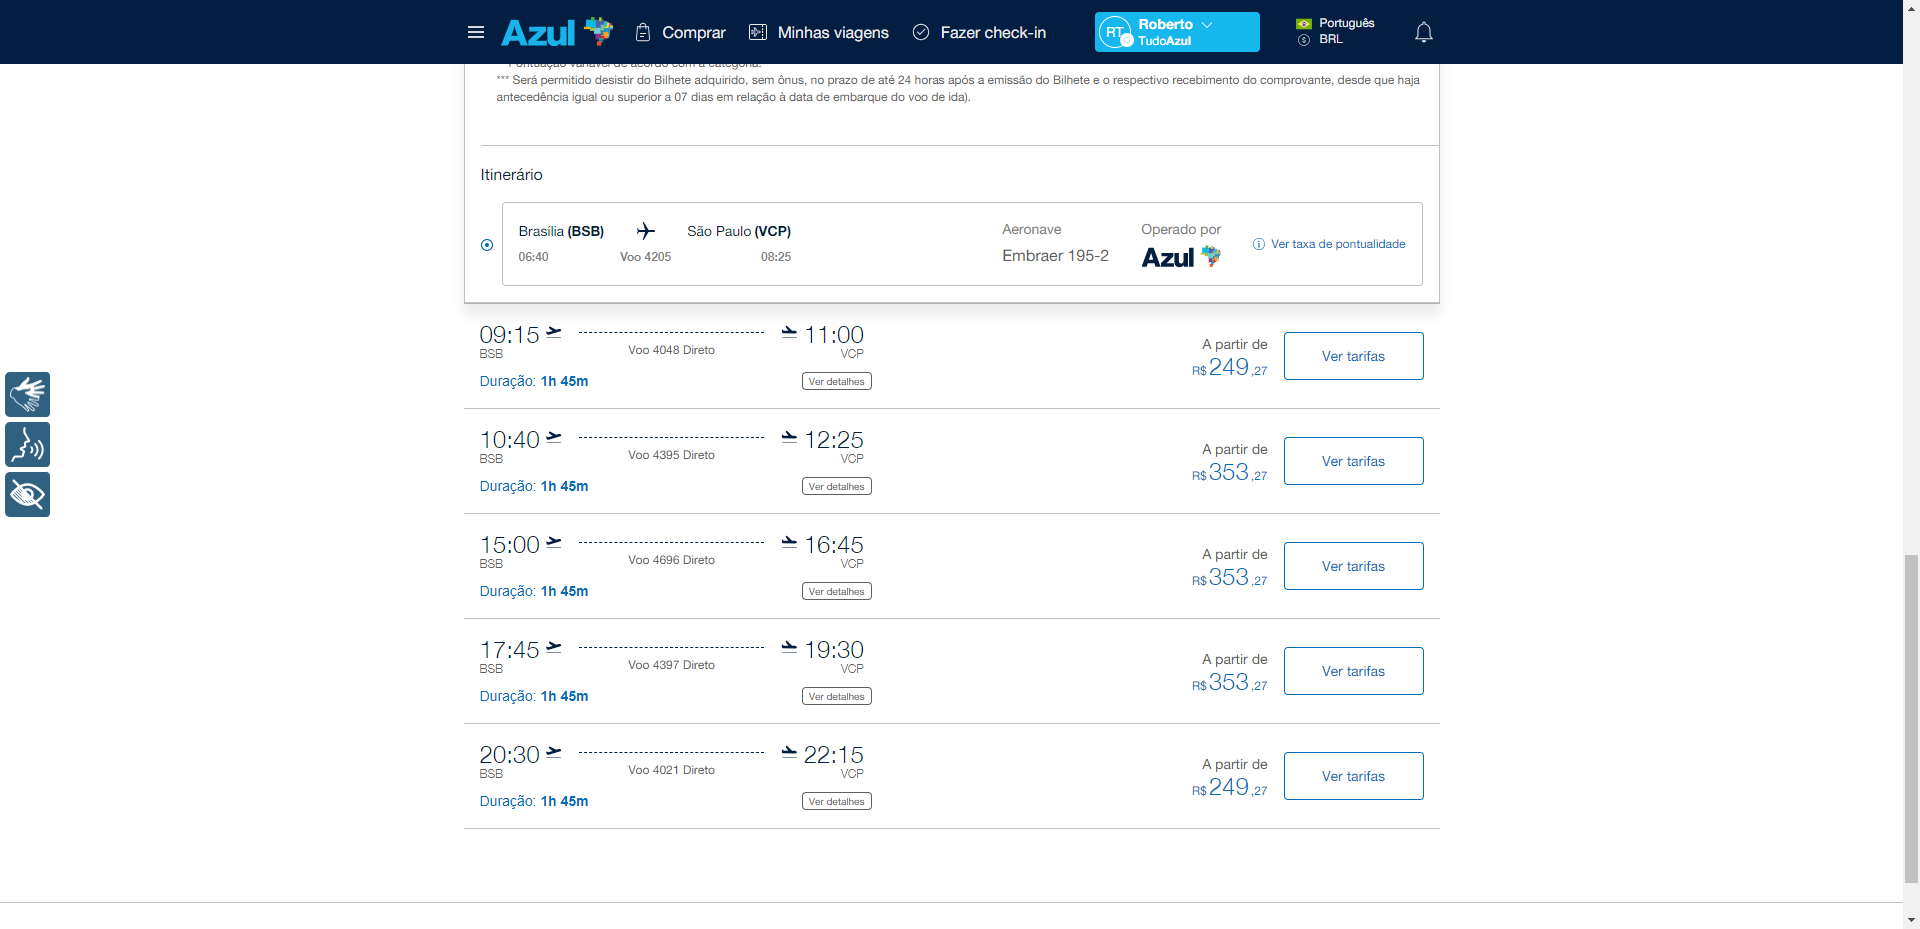 Azul
Comprar
Minhas viagens
Fazer check-in
RT
Roberto
TudoAzul
Português
BRL
** Pontuação variável de acordo com a categoria.
*** Será permitido desistir do Bilhete adquirido, sem ônus, no prazo de até 24 horas após a emissão do Bilhete e o respectivo recebimento do comprovante, desde que haja
antecedência igual ou superior a 07 dias em relação à data de embarque do voo de ida).
Itinerário
Brasília (BSB) São Paulo (VCP)
06:40 Voo 4205 08:25
Aeronave
Embraer 195-2
Operado por
Azul
Ver taxa de pontualidade
09:15 11:00
BSB Voo 4048 Direto VCP
Duração: 1h 45m Ver detalhes
A partir de
R$ 249,27
Ver tarifas
10:40 12:25
BSB Voo 4395 Direto VCP
Duração: 1h 45m Ver detalhes
A partir de
R$ 353,27
Ver tarifas
15:00 16:45
BSB Voo 4696 Direto VCP
Duração: 1h 45m Ver detalhes
A partir de
R$ 353,27
Ver tarifas
17:45 19:30
BSB Voo 4397 Direto VCP
Duração: 1h 45m Ver detalhes
A partir de
R$ 353,27
Ver tarifas
20:30 22:15
BSB Voo 4021 Direto VCP
Duração: 1h 45m Ver detalhes
A partir de
R$ 249,27
Ver tarifas